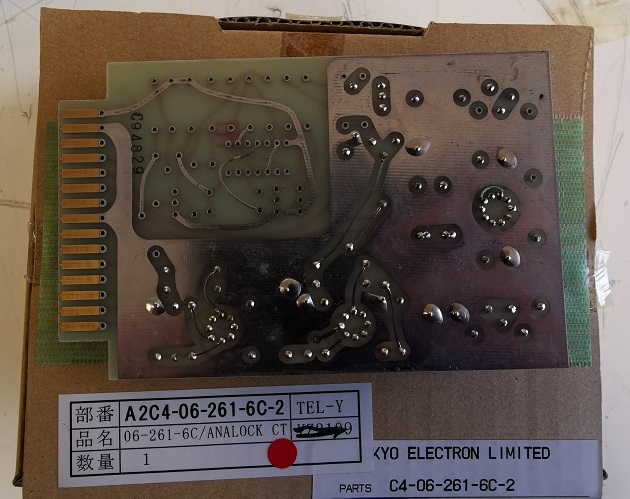 C94829
部番 A2C4-06-261-6C-2 TEL-Y
品名 06-261-6C/ANALOCK CT
数量 1
KYO ELECTRON LIMITED
PARTS C4-06-261-6C-2